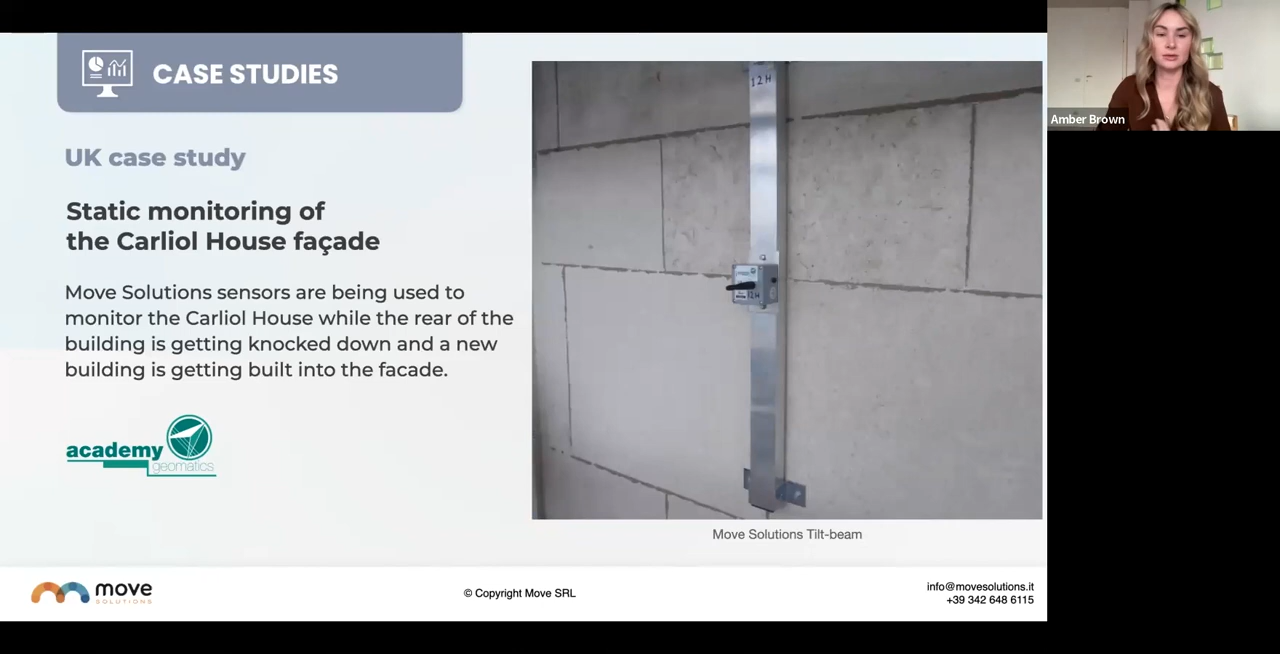 CASE STUDIES
UK case study
Static monitoring of
the Carliol House façade
Move Solutions sensors are being used to
monitor the Carliol House while the rear of the
building is getting knocked down and a new
building is getting built into the facade.
academy
geomatics
12H
12H
Move Solutions Tilt-beam
move
SOLUTIONS
© Copyright Move SRL
info@movesolutions.it
+39 342 648 6115
Amber Brown